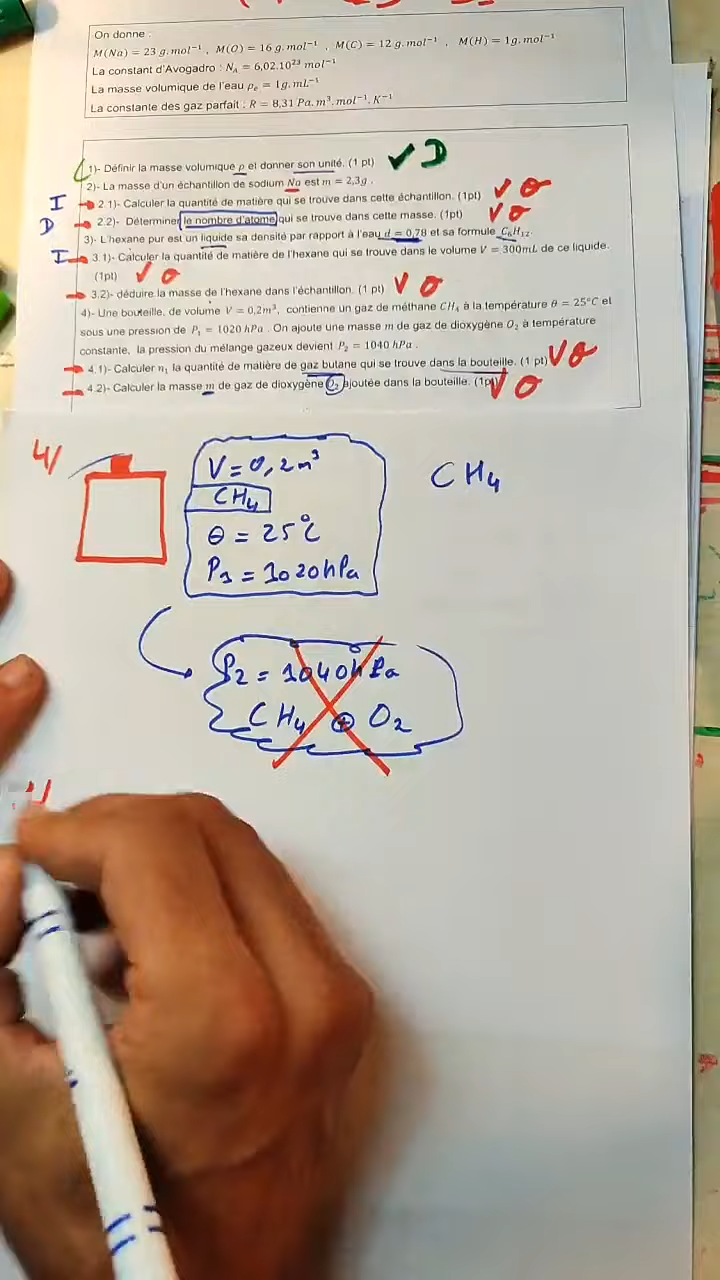 On donne :
M(Na) = 23 g.mol⁻¹ , M(O) = 16 g.mol⁻¹ , M(C) = 12 g.mol⁻¹ , M(H) = 1g.mol⁻¹
La constant d'Avogadro : N_A = 6,02.10²³ mol⁻¹
La masse volumique de l'eau ρₑ = 1g.mL⁻¹
La constante des gaz parfait : R = 8,31 Pa.m³.mol⁻¹.K⁻¹
1)- Définir la masse volumique ρ et donner son unité. (1 pt) D
2)- La masse d'un échantillon de sodium Na est m = 2,3g .
I 2.1)- Calculer la quantité de matière qui se trouve dans cette échantillon. (1pt)
D 2.2)- Déterminer le nombre d'atome qui se trouve dans cette masse. (1pt)
3)- L'hexane pur est un liquide sa densité par rapport à l'eau d = 0,78 et sa formule C₆H₁₂.
I 3.1)- Calculer la quantité de matière de l'hexane qui se trouve dans le volume V = 300mL de ce liquide.
(1pt)
3.2)- déduire la masse de l'hexane dans l'échantillon. (1 pt)
4)- Une bouteille, de volume V = 0,2m³, contienne un gaz de méthane CH₄ à la température θ = 25°C et
sous une pression de P₁ = 1020 hPa . On ajoute une masse m de gaz de dioxygène O₂ à température
constante, la pression du mélange gazeux devient P₂ = 1040 hPa .
4.1)- Calculer n₁ la quantité de matière de gaz butane qui se trouve dans la bouteille. (1 pt)
4.2)- Calculer la masse m de gaz de dioxygène O₂ ajoutée dans la bouteille. (1pt)
4/
V = 0,2m³
CH₄
θ = 25°C
P₁ = 1020hPa
CH₄
P₂ = 1040hPa
CH₄ ⊕ O₂